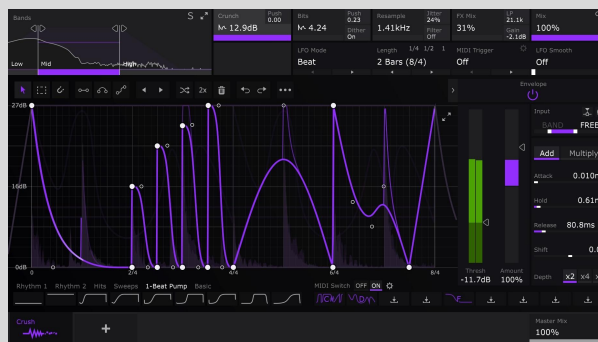 Bands
S
Low
Mid
High
Crunch
Push
0.00
12.9dB
Bits
Push
0.23
4.24
Dither
On
Resample
Jitter
24%
1.41kHz
Filter
Off
FX Mix
LP
21.1k
31%
Gain
-2.1dB
Mix
100%
LFO Mode
Beat
Length 1/4 1/2 1
2 Bars (8/4)
MIDI Trigger
Off
LFO Smooth
Off
2x
Envelope
Input
BAND FREE
Add Multiply
Attack 0.010m
Hold 0.61m
Release 80.8ms
Shift 0.0
Depth x2 x4
27dB
16dB
0dB
0 2/4 4/4 6/4 8/4
Thresh
-11.7dB
Amount
100%
Rhythm 1 Rhythm 2 Hits Sweeps 1-Beat Pump Basic
MIDI Switch OFF ON
Crush
+
Master Mix
100%